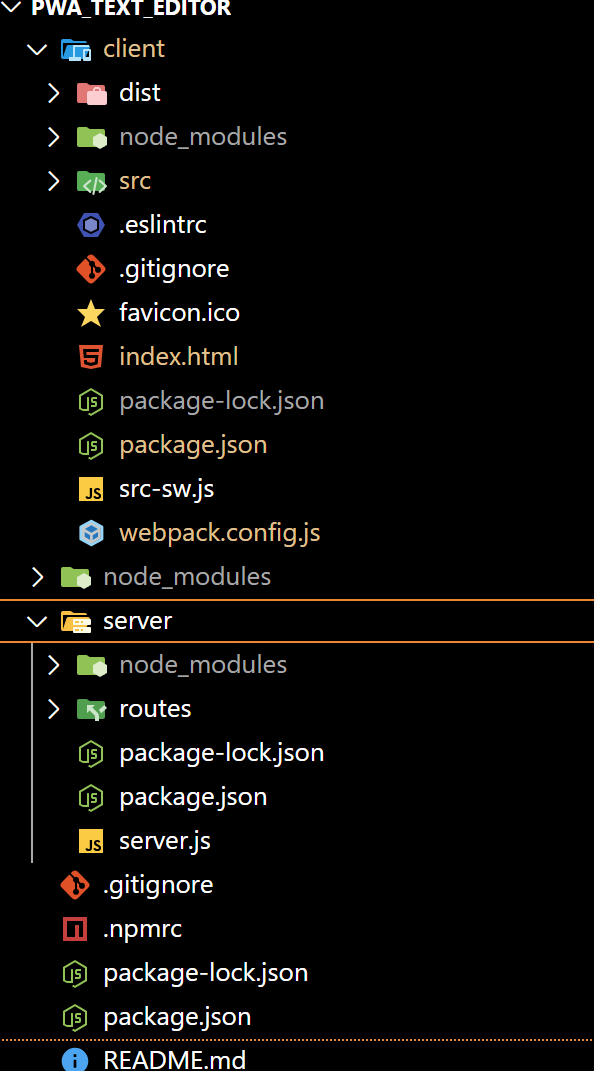 PWA_TEXT_EDITOR
client
dist
node_modules
src
.eslintrc
.gitignore
favicon.ico
index.html
package-lock.json
package.json
JS src-sw.js
webpack.config.js
node_modules
server
node_modules
routes
package-lock.json
package.json
JS server.js
.gitignore
.npmrc
package-lock.json
package.json
README.md